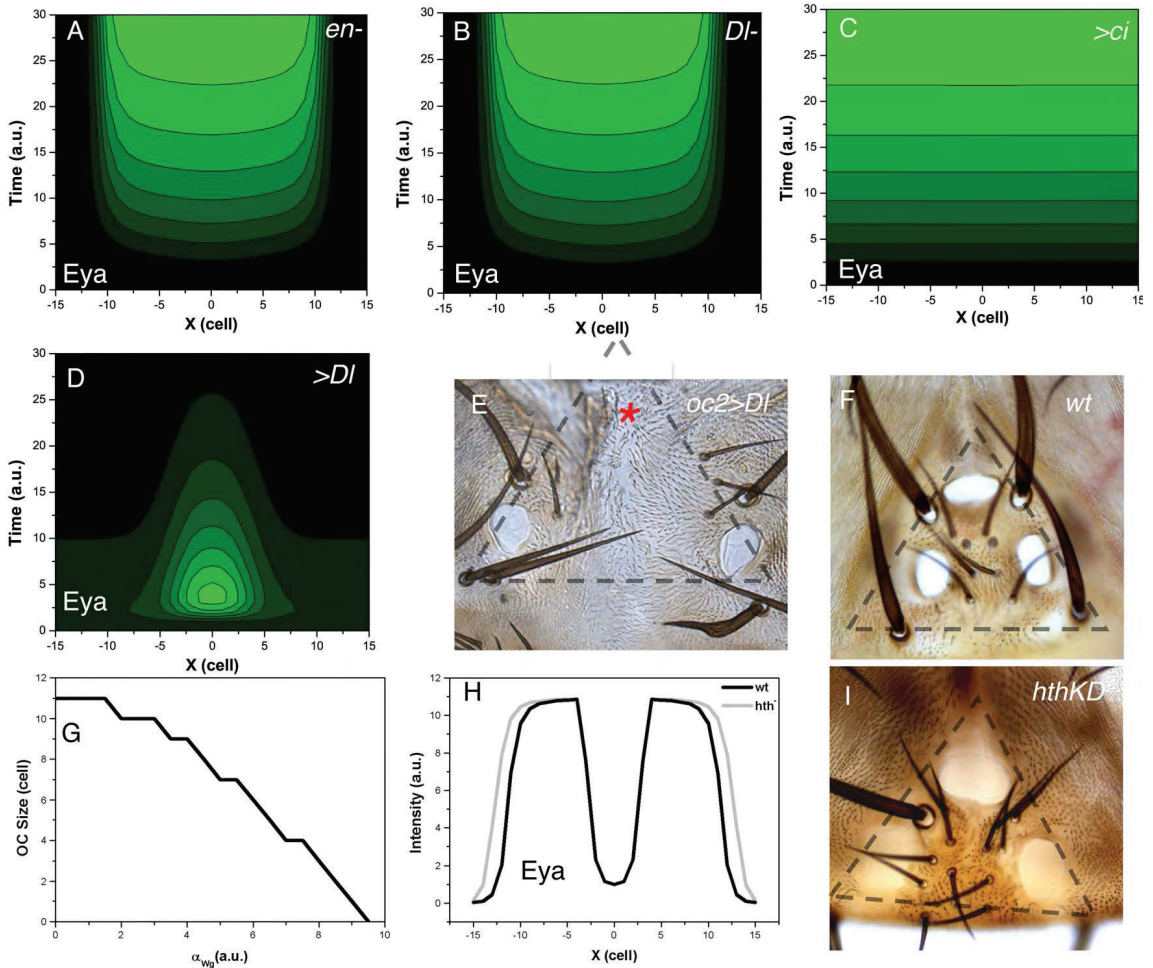 A
en-
Time (a.u.)
30
25
20
15
10
5
0
Eya
-15 -10 -5 0 5 10 15
X (cell)
B
Dl-
Time (a.u.)
30
25
20
15
10
5
0
Eya
-15 -10 -5 0 5 10 15
X (cell)
C
>ci
Time (a.u.)
30
25
20
15
10
5
0
Eya
-15 -10 -5 0 5 10 15
X (cell)
D
>Dl
Time (a.u.)
30
25
20
15
10
5
0
Eya
-15 -10 -5 0 5 10 15
X (cell)
E
oc2>Dl
*
F
wt
G
OC Size (cell)
12
10
8
6
4
2
0
0 2 4 6 8 10
αWg(a.u.)
H
wt
hth-
Intensity (a.u.)
12
10
8
6
4
2
0
Eya
-15 -10 -5 0 5 10 15
X (cell)
I
hthKD